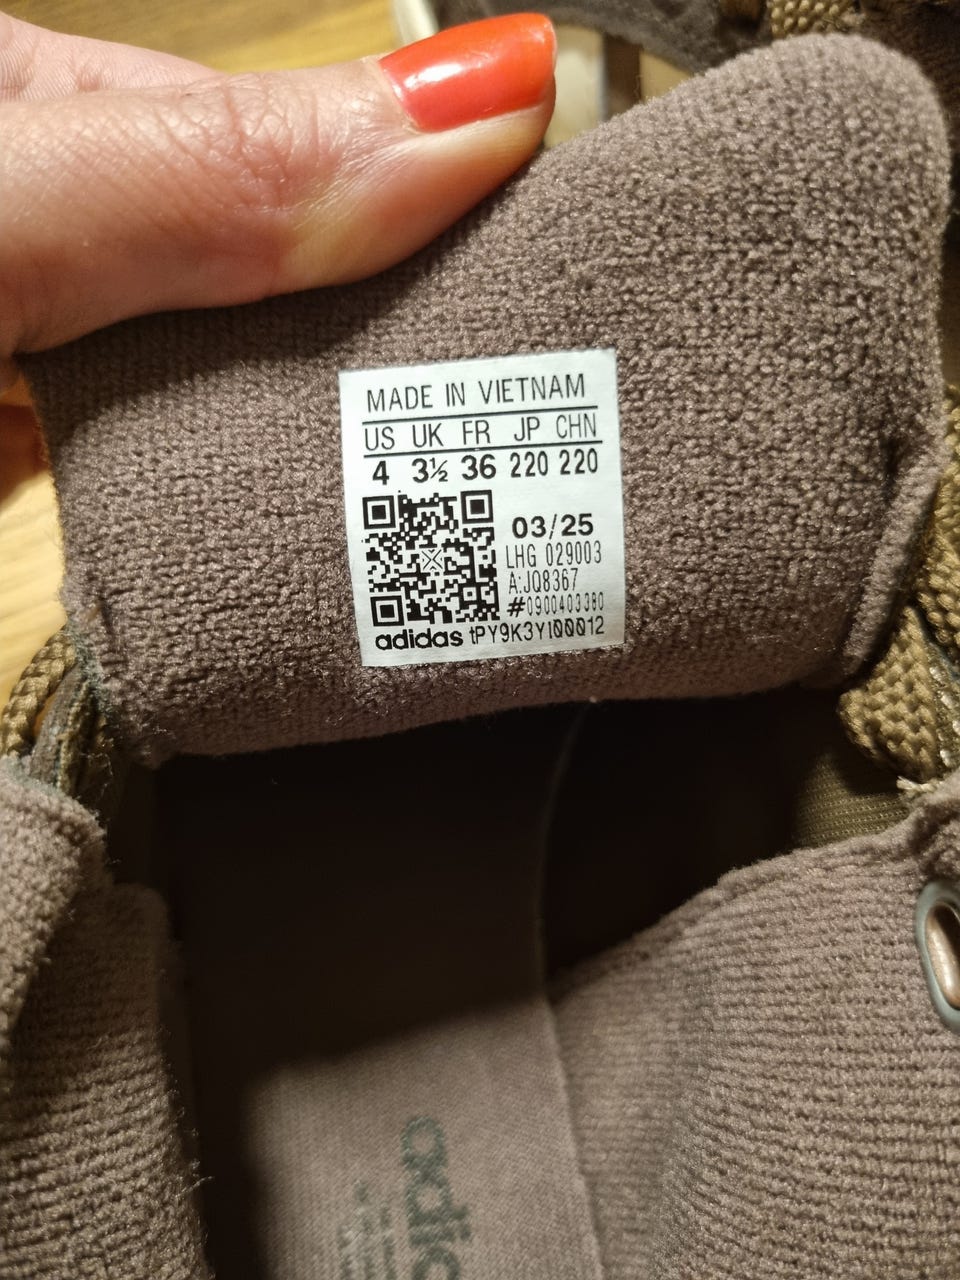 MADE IN VIETNAM
US UK FR JP CHN
4 3½ 36 220 220
03/25
LHG 029003
A:JQ8367
#0900403380
adidas tPY9K3Y100012
adidas